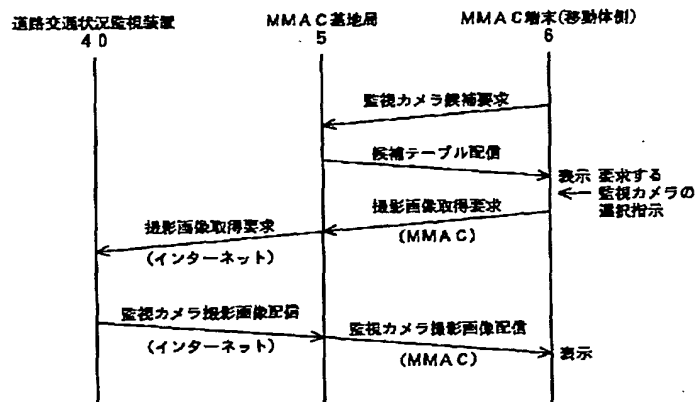 道路交通状況監視装置
40
MMAC基地局
5
MMAC端末(移動体側)
6
監視カメラ候補要求
候補テーブル配信
表示 要求する
監視カメラの
選択指示
撮影画像取得要求
(MMAC)
撮影画像取得要求
(インターネット)
監視カメラ撮影画像配信
(インターネット)
監視カメラ撮影画像配信
(MMAC)
表示